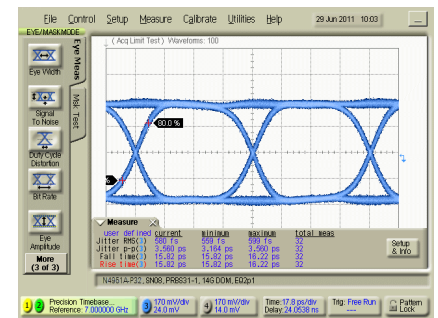 File Control Setup Measure Calibrate Utilities Help 29 Jun 2011 10:03
EYE/MASK MODE
( Acq Limit Test ) Waveforms: 100
Eye Meas
Msk Test
Eye Width
Signal
To Noise
Duty Cycle
Distortion
Bit Rate
Eye
Amplitude
More
(3 of 3)
80.0 %
%
Measure
user defined current minimum maximum total meas
Jitter RMS(3) 580 fs 559 fs 599 fs 32
Jitter p-p(3) 3.560 ps 3.164 ps 3.560 ps 32
Fall time(3) 15.82 ps 15.82 ps 16.22 ps 32
Rise time(3) 15.82 ps 15.82 ps 16.22 ps 32
Setup
& Info
N4951A-P32, SN08, PRBS31-1, 14G DOM, E02p1
1 2 Precision Timebase...
Reference: 7.000000 GHz
3 170 mV/div
24.0 mV
4 170 mV/div
14.0 mV
Time:17.8 ps/div
Delay:24.0538 ns
Trig: Free Run
Pattern
Lock